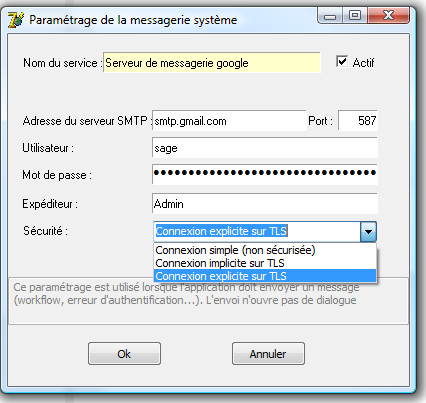 Paramétrage de la messagerie système
Nom du service : Serveur de messagerie google Actif
Adresse du serveur SMTP : smtp.gmail.com Port : 587
Utilisateur : sage
Mot de passe : ••••••••••••••••••••••••••••••••
Expéditeur : Admin
Sécurité : Connexion explicite sur TLS
Connexion simple (non sécurisée)
Connexion implicite sur TLS
Connexion explicite sur TLS
Ce paramétrage est utilisé lorsque l'application doit envoyer un message
(workflow, erreur d'authentification...). L'envoi n'ouvre pas de dialogue
Ok Annuler